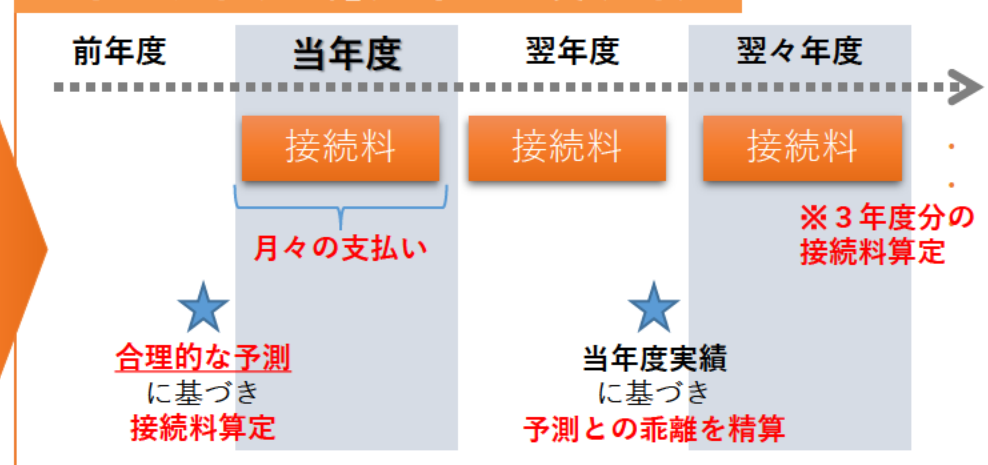 前年度
当年度
翌年度
翌々年度
接続料
接続料
接続料
月々の支払い
※３年度分の
接続料算定
合理的な予測
に基づき
接続料算定
当年度実績
に基づき
予測との乖離を精算